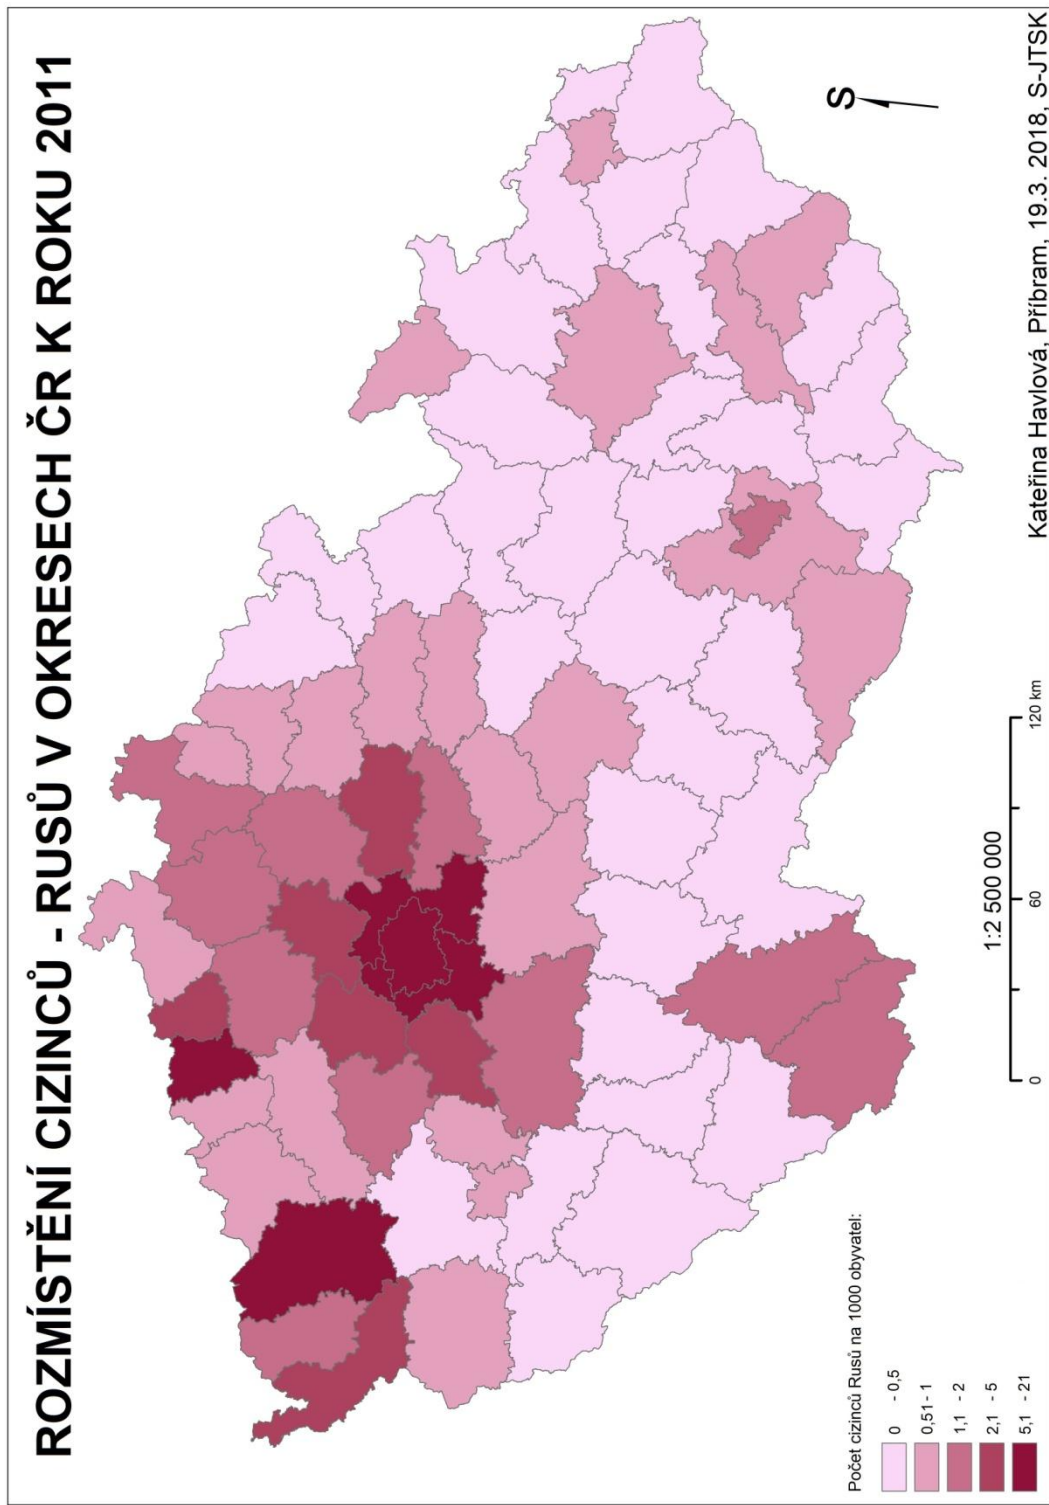 ROZMÍSTĚNÍ CIZINCŮ - RUSŮ V OKRESECH ČR K ROKU 2011
S
Počet cizinců Rusů na 1000 obyvatel:
0 - 0,5
0,51 - 1
1,1 - 2
2,1 - 5
5,1 - 21
1:2 500 000
0 60 120 km
Kateřina Havlová, Příbram, 19.3. 2018, S-JTSK